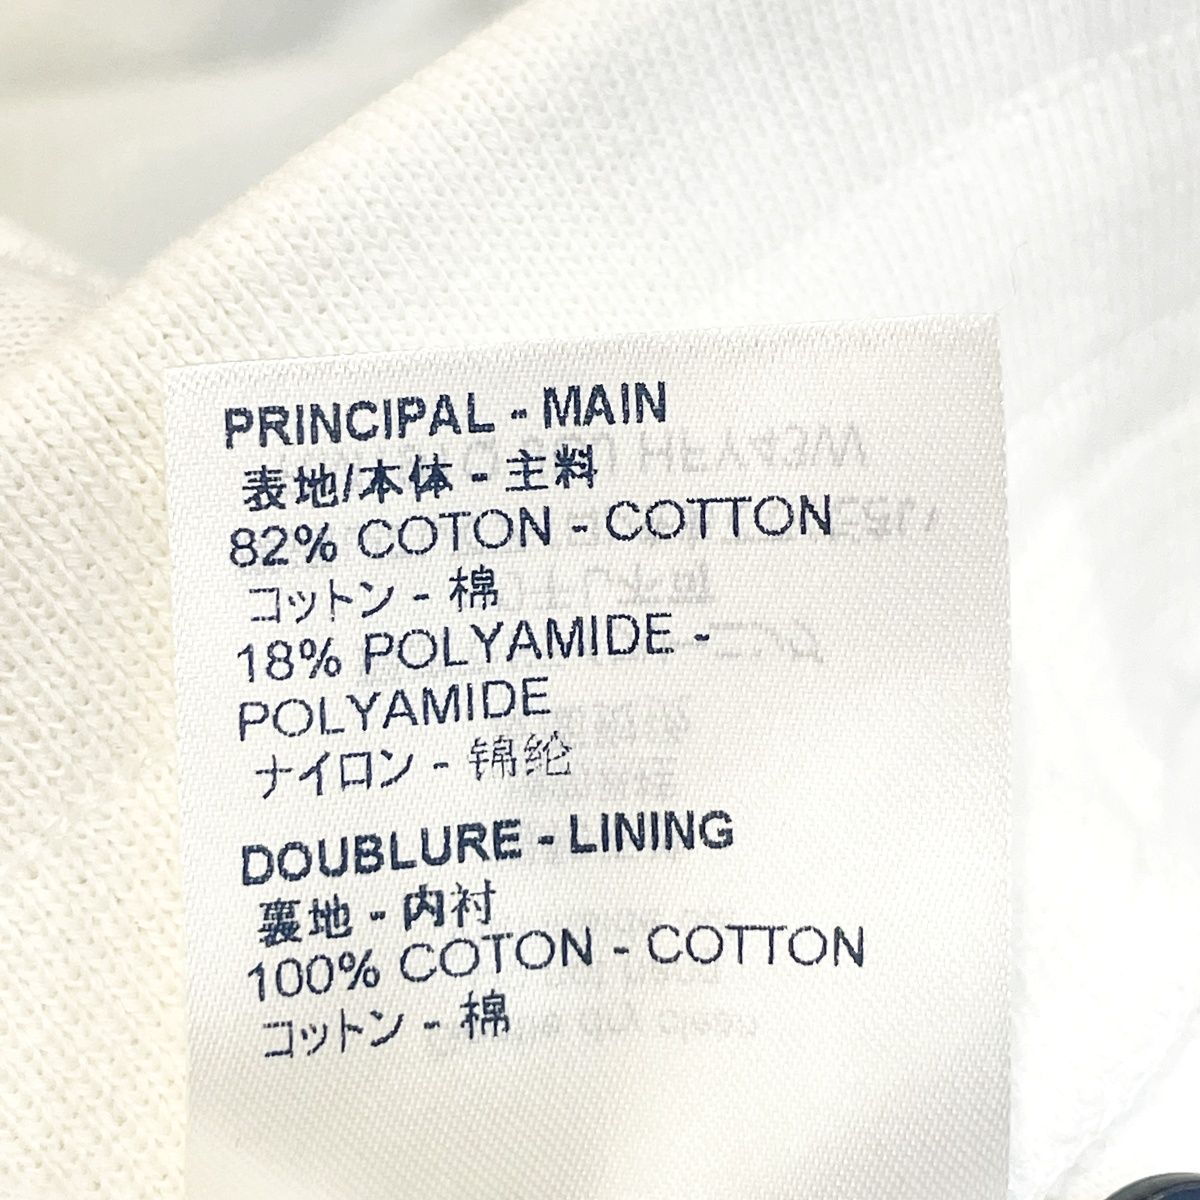 PRINCIPAL - MAIN
表地/本体 - 主料
82% COTON - COTTON
コットン - 棉
18% POLYAMIDE -
POLYAMIDE
ナイロン - 锦纶
DOUBLURE - LINING
裏地 - 内衬
100% COTON - COTTON
コットン - 棉